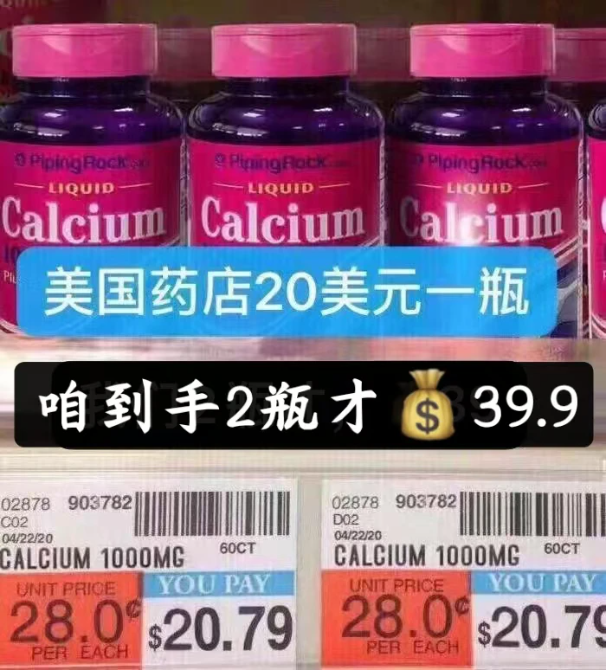 PipingRock
LIQUID
Calcium
PipingRock
LIQUID
Calcium
PipingRock
LIQUID
Calcium
美国药店20美元一瓶
咱到手2瓶才💰39.9
02878 903782
C02
04/22/20
CALCIUM 1000MG 60CT
UNIT PRICE
28.0¢
PER EACH
YOU PAY
$20.79
02878 903782
D02
04/22/20
CALCIUM 1000MG 60CT
UNIT PRICE
28.0¢
PER EACH
YOU PAY
$20.79